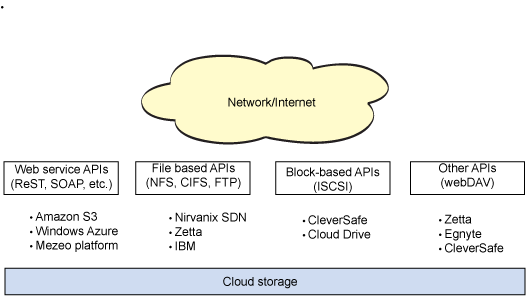 Network/Internet
Web service APIs
(ReST, SOAP, etc.)
File based APIs
(NFS, CIFS, FTP)
Block-based APIs
(ISCSI)
Other APIs
(webDAV)
• Amazon S3
• Windows Azure
• Mezeo platform
• Nirvanix SDN
• Zetta
• IBM
• CleverSafe
• Cloud Drive
• Zetta
• Egnyte
• CleverSafe
Cloud storage